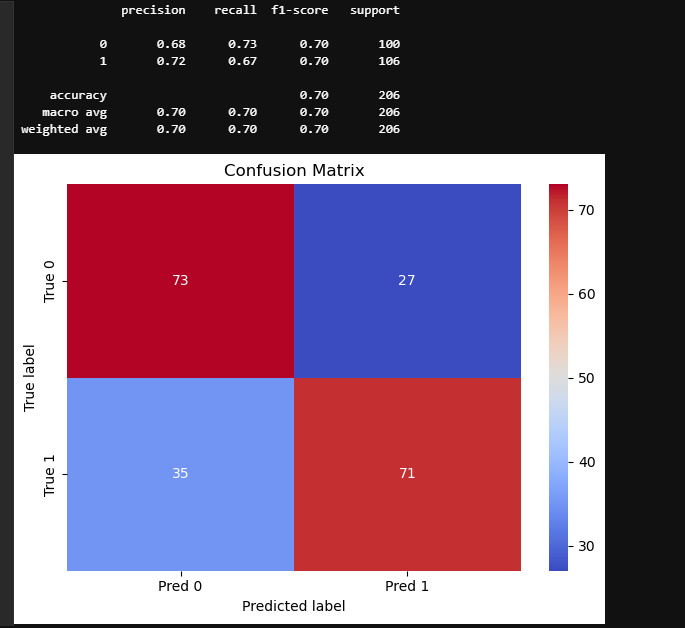 precision recall f1-score support
0 0.68 0.73 0.70 100
1 0.72 0.67 0.70 106
accuracy 0.70 206
macro avg 0.70 0.70 0.70 206
weighted avg 0.70 0.70 0.70 206
Confusion Matrix
True 0
73
27
True 1
35
71
True label
Pred 0
Pred 1
Predicted label
70
60
50
40
30